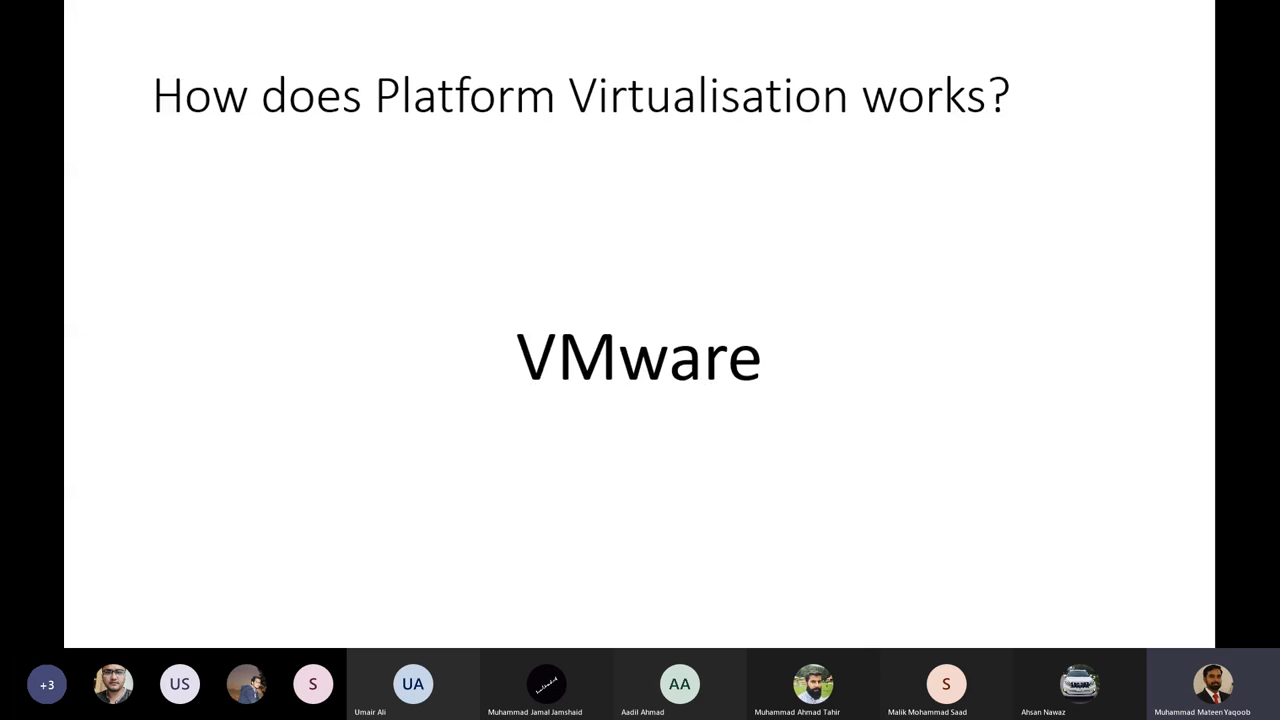 How does Platform Virtualisation works?
VMware
+3
US
S
UA
Umair Ali
Muhammad Jamal Jamshaid
AA
Aadil Ahmad
Muhammad Ahmad Tahir
S
Malik Mohammad Saad
Ahsan Nawaz
Muhammad Mateen Yaqoob